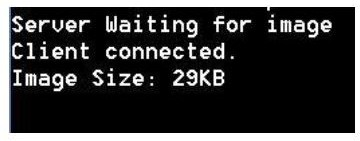 Server Waiting for image
Client connected.
Image Size: 29KB